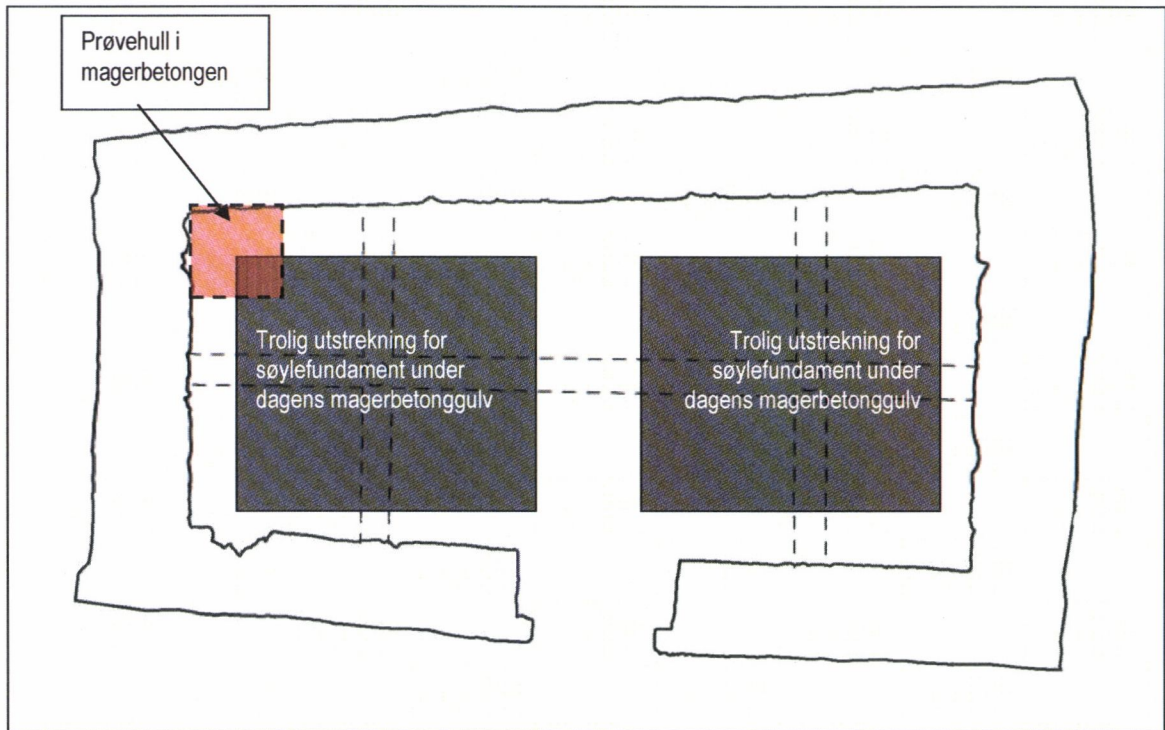 Prøvehull i
magerbetongen
Trolig utstrekning for
søylefundament under
dagens magerbetonggulv
Trolig utstrekning for
søylefundament under
dagens magerbetonggulv